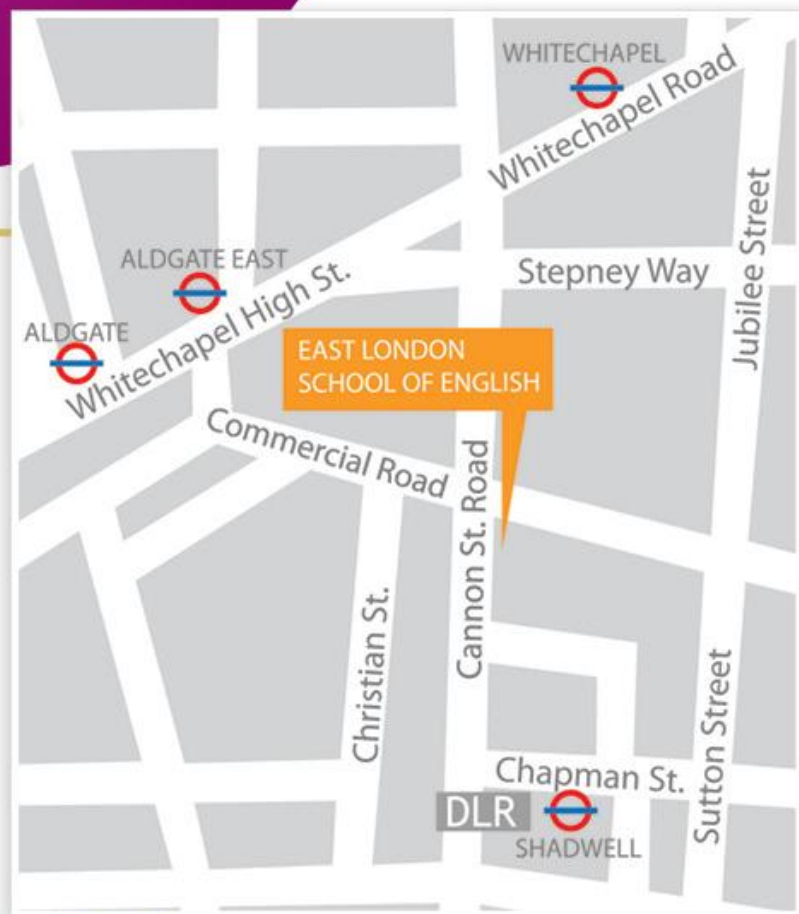 WHITECHAPEL
Whitechapel Road
Jubilee Street
ALDGATE EAST
Stepney Way
ALDGATE
Whitechapel High St.
EAST LONDON
SCHOOL OF ENGLISH
Commercial Road
Cannon St. Road
Christian St.
Sutton Street
Chapman St.
DLR
SHADWELL